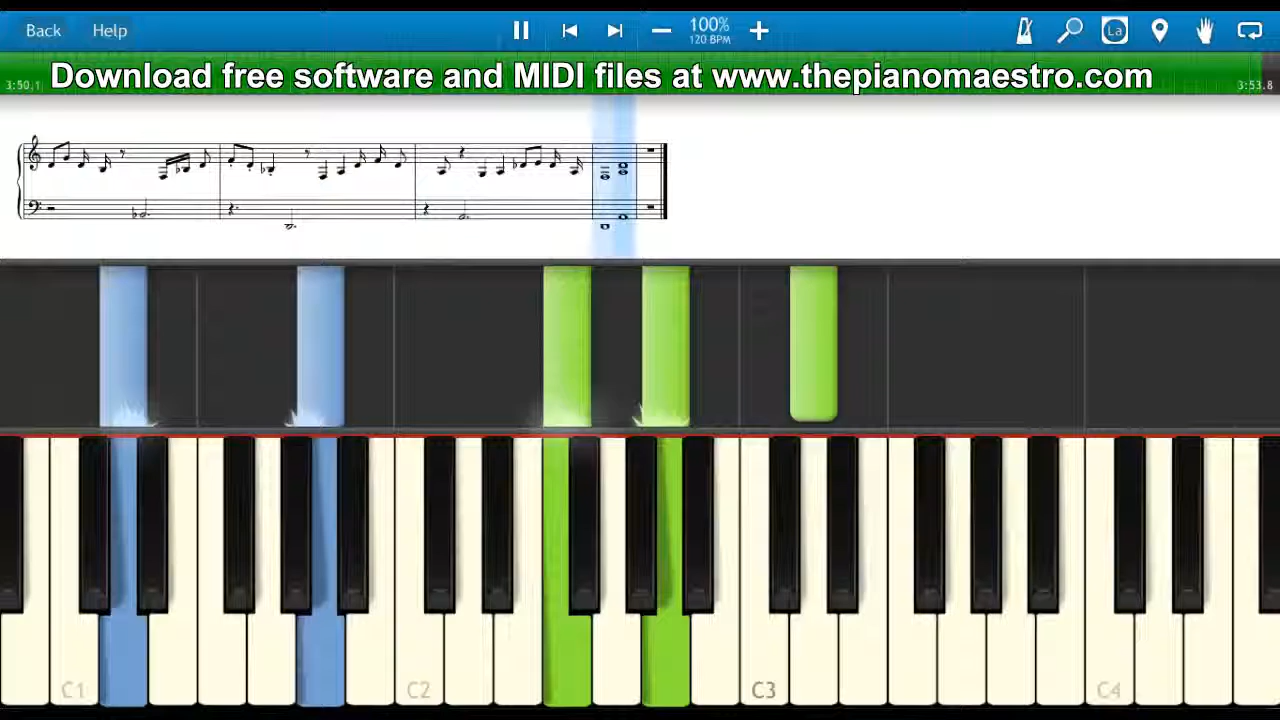 Back Help 100% La
120 BPM
Download free software and MIDI files at www.thepianomaestro.com
3:50,1 3:53.8
C1 C2 C3 C4